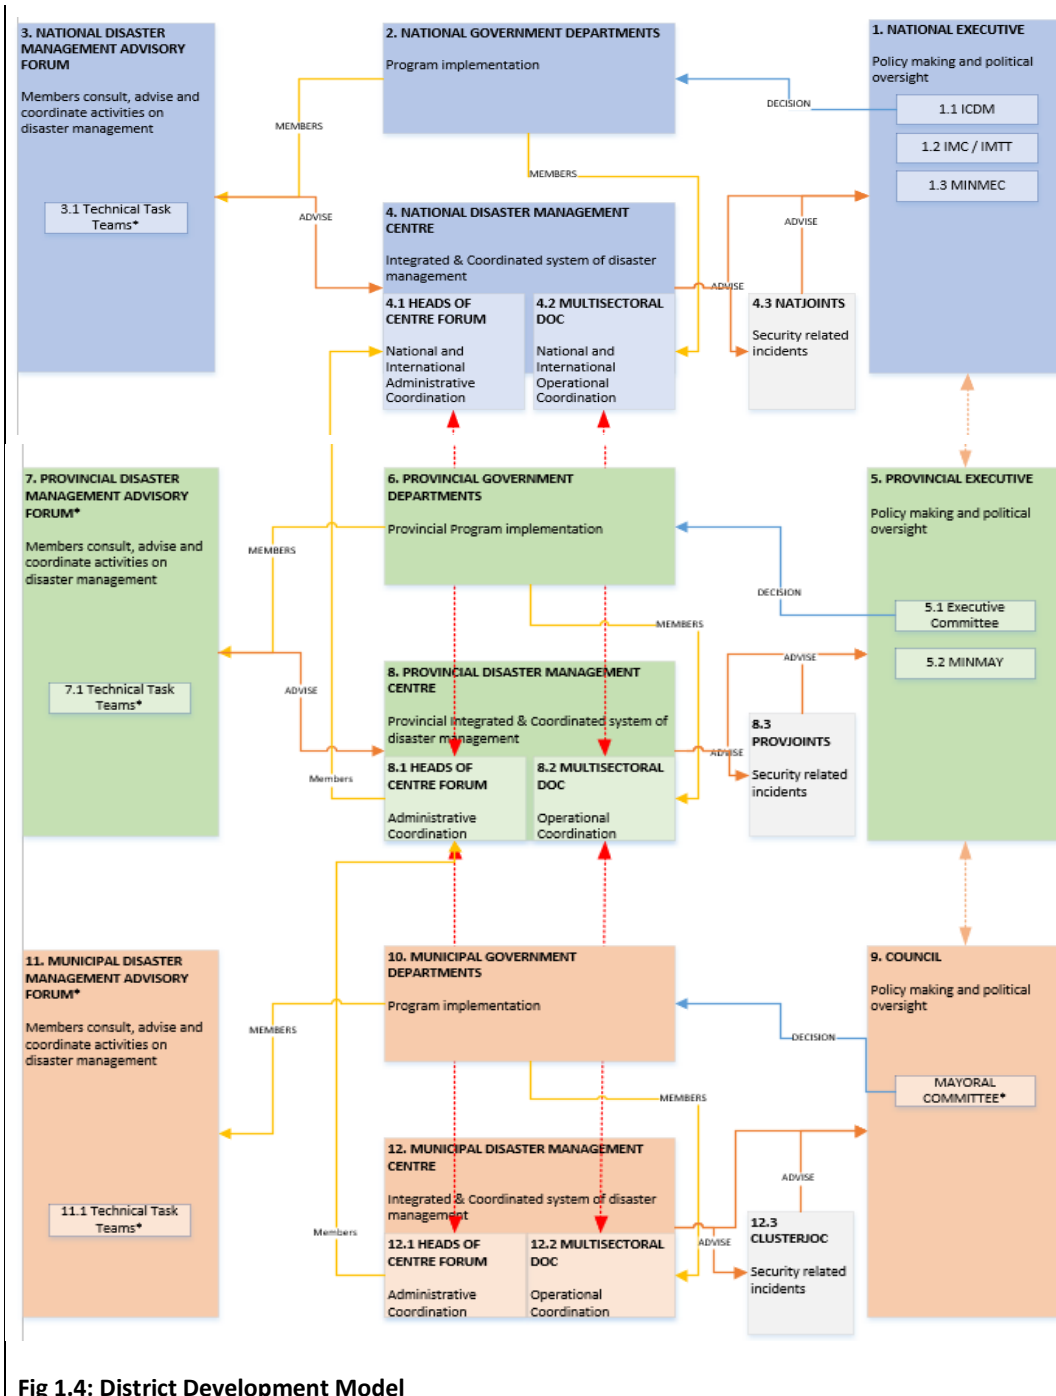 3. NATIONAL DISASTER
MANAGEMENT ADVISORY
FORUM
Members consult, advise and
coordinate activities on
disaster management
3.1 Technical Task
Teams*
2. NATIONAL GOVERNMENT DEPARTMENTS
Program implementation
1. NATIONAL EXECUTIVE
Policy making and political
oversight
1.1 ICDM
1.2 IMC / IMTT
1.3 MINMEC
DECISION
MEMBERS
MEMBERS
ADVISE
4. NATIONAL DISASTER MANAGEMENT
CENTRE
Integrated & Coordinated system of disaster
management
4.1 HEADS OF
CENTRE FORUM
National and
International
Administrative
Coordination
4.2 MULTISECTORAL
DOC
National and
International
Operational
Coordination
ADVISE
ADVISE
4.3 NATJOINTS
Security related
incidents
7. PROVINCIAL DISASTER
MANAGEMENT ADVISORY
FORUM*
Members consult, advise and
coordinate activities on
disaster management
7.1 Technical Task
Teams*
6. PROVINCIAL GOVERNMENT
DEPARTMENTS
Provincial Program implementation
5. PROVINCIAL EXECUTIVE
Policy making and political
oversight
5.1 Executive
Committee
5.2 MINMAY
MEMBERS
DECISION
MEMBERS
ADVISE
ADVISE
8. PROVINCIAL DISASTER MANAGEMENT
CENTRE
Provincial Integrated & Coordinated system of
disaster management
8.1 HEADS OF
CENTRE FORUM
Administrative
Coordination
8.2 MULTISECTORAL
DOC
Operational
Coordination
ADVISE
Members
8.3
PROVJOINTS
Security related
incidents
11. MUNICIPAL DISASTER
MANAGEMENT ADVISORY
FORUM*
Members consult, advise and
coordinate activities on
disaster management
11.1 Technical Task
Teams*
10. MUNICIPAL GOVERNMENT
DEPARTMENTS
Program implementation
9. COUNCIL
Policy making and political
oversight
MAYORAL
COMMITTEE*
MEMBERS
DECISION
MEMBERS
12. MUNICIPAL DISASTER MANAGEMENT
CENTRE
Integrated & Coordinated system of disaster
management
12.1 HEADS OF
CENTRE FORUM
Administrative
Coordination
12.2 MULTISECTORAL
DOC
Operational
Coordination
Members
ADVISE
ADVISE
12.3
CLUSTERJOC
Security related
incidents
Fig 1.4: District Development Model